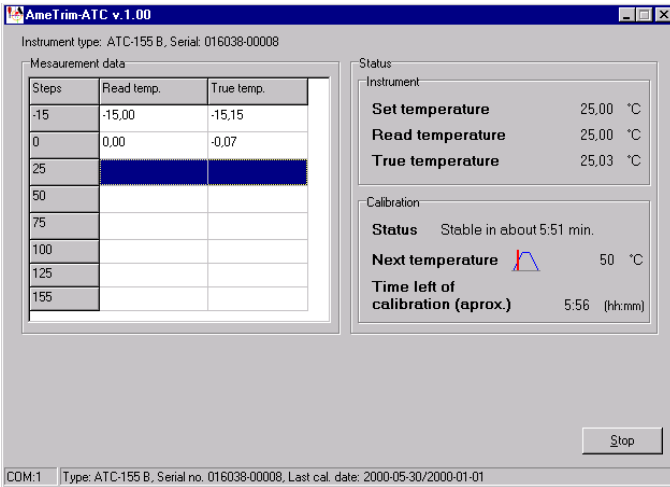 AmeTrim-ATC v.1.00
Instrument type: ATC-155 B, Serial: 016038-00008
Mesaurement data
Steps Read temp. True temp.
-15 -15,00 -15,15
0 0,00 -0,07
25
50
75
100
125
155
Status
Instrument
Set temperature 25,00 °C
Read temperature 25,00 °C
True temperature 25,03 °C
Calibration
Status Stable in about 5:51 min.
Next temperature 50 °C
Time left of
calibration (aprox.) 5:56 (hh:mm)
Stop
COM:1 Type: ATC-155 B, Serial no. 016038-00008, Last cal. date: 2000-05-30/2000-01-01